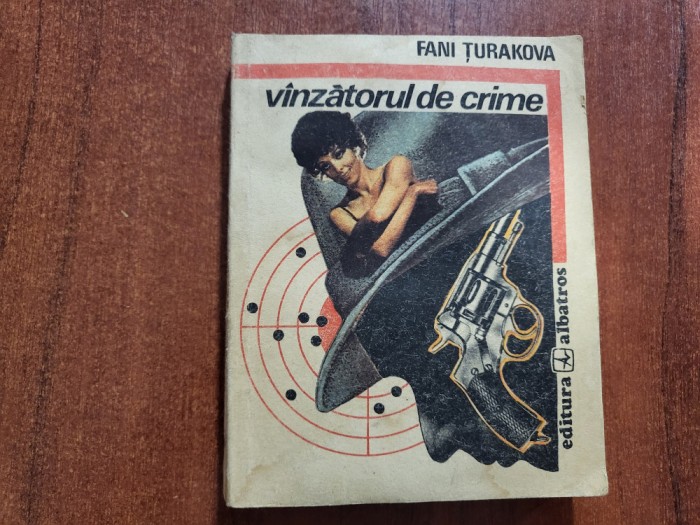 FANI ȚURAKOVA
vînzătorul de crime
editura A albatros